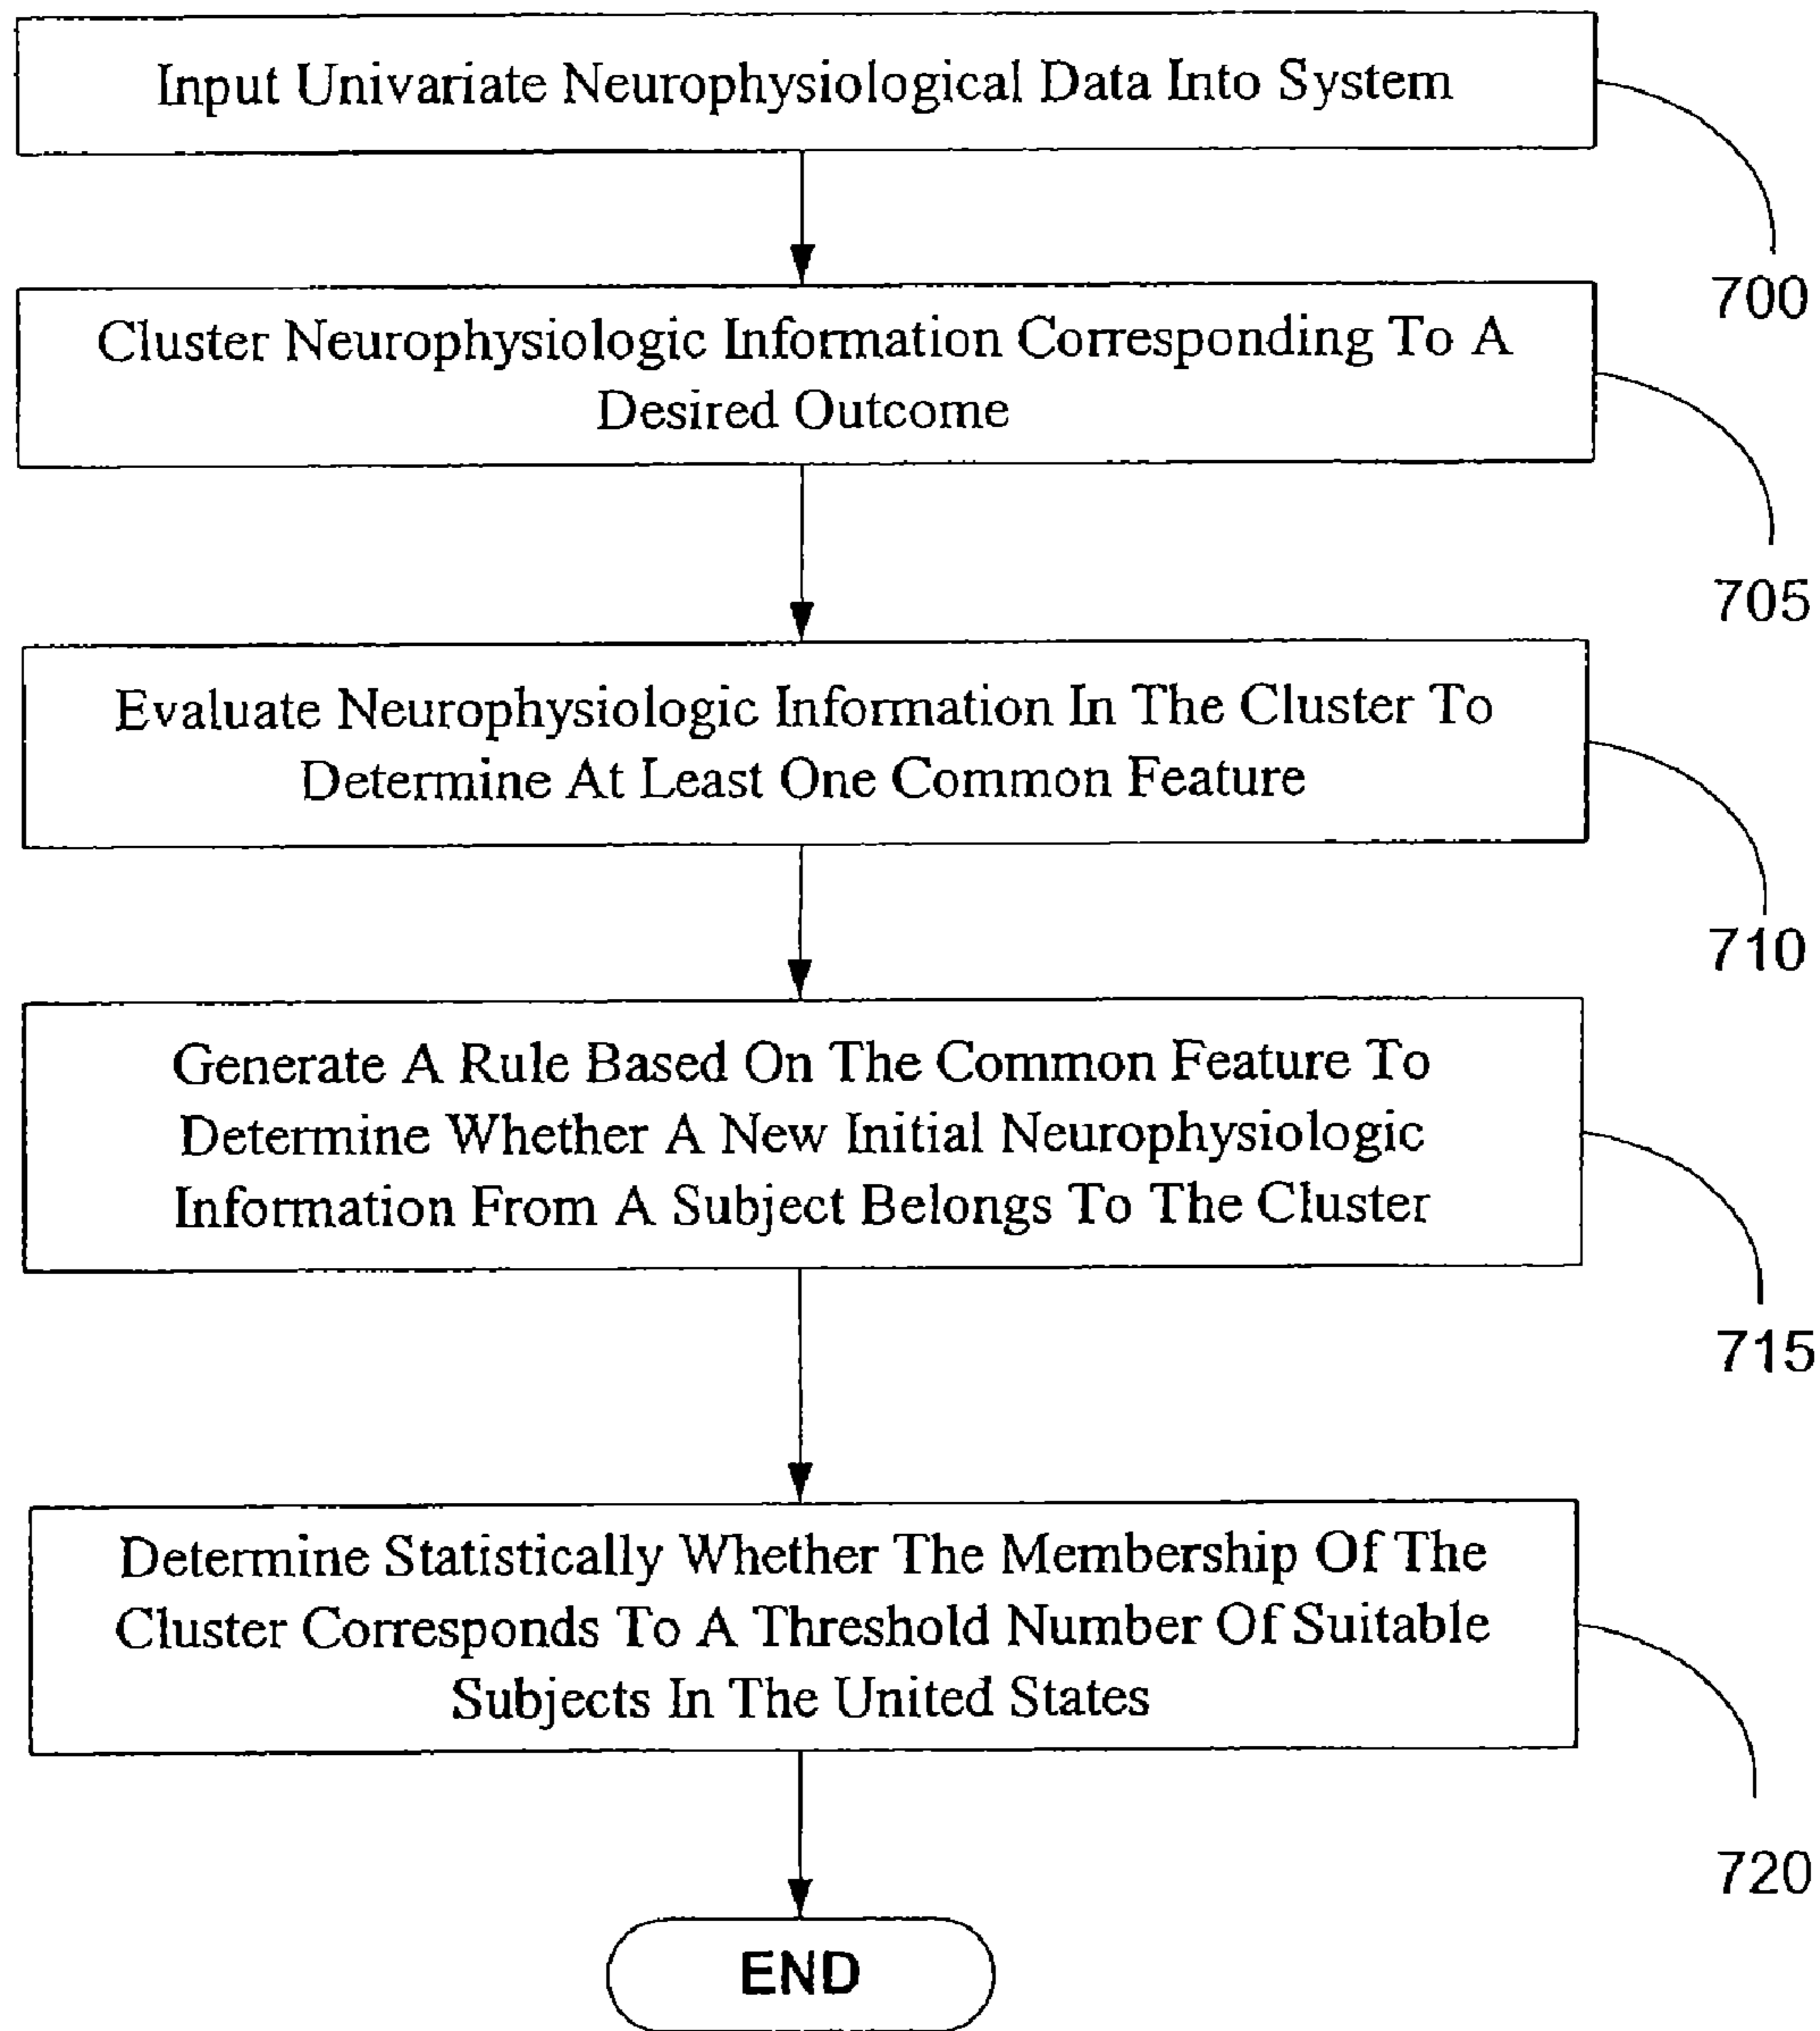 Input Univariate Neurophysiological Data Into System
700
Cluster Neurophysiologic Information Corresponding To A
Desired Outcome
705
Evaluate Neurophysiologic Information In The Cluster To
Determine At Least One Common Feature
710
Generate A Rule Based On The Common Feature To
Determine Whether A New Initial Neurophysiologic
Information From A Subject Belongs To The Cluster
715
Determine Statistically Whether The Membership Of The
Cluster Corresponds To A Threshold Number Of Suitable
Subjects In The United States
720
END